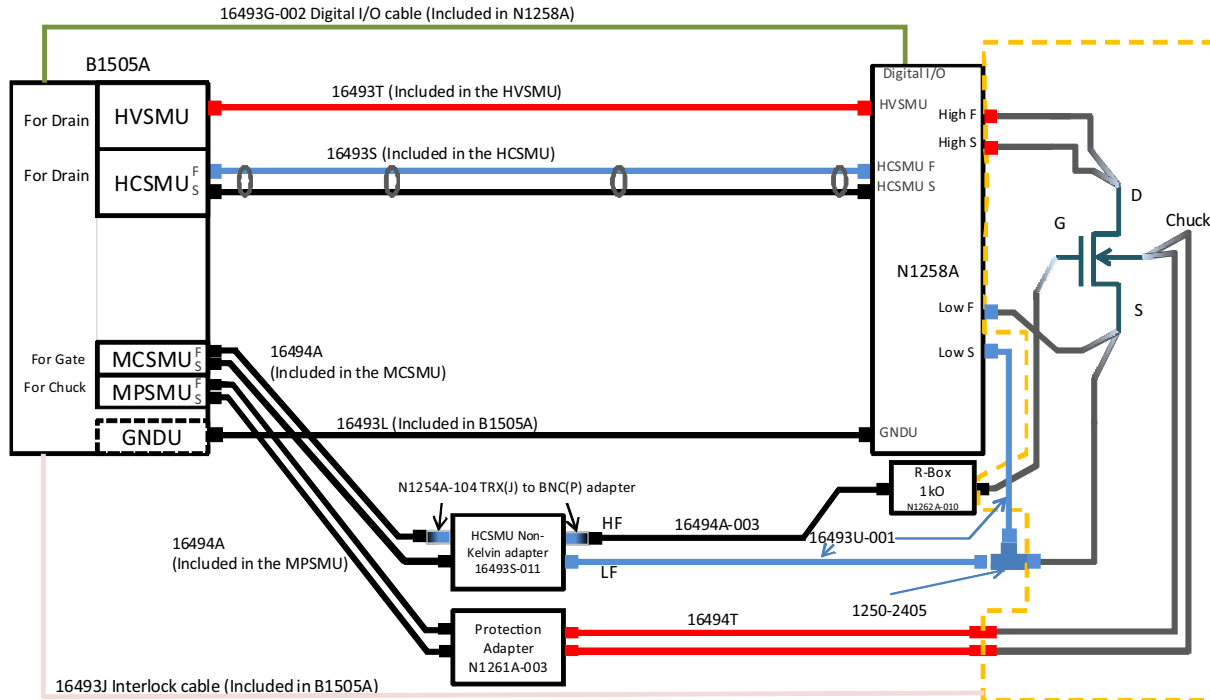 16493G-002 Digital I/O cable (Included in N1258A)
B1505A
Digital I/O
For Drain
HVSMU
16493T (Included in the HVSMU)
HVSMU
High F
High S
For Drain
HCSMU
F
S
16493S (Included in the HCSMU)
HCSMU F
HCSMU S
D
G
Chuck
N1258A
S
Low F
Low S
For Gate
MCSMU
F
S
For Chuck
MPSMU
F
S
16494A
(Included in the MCSMU)
GNDU
16493L (Included in B1505A)
GNDU
R-Box
1kO
N1262A-010
N1254A-104 TRX(J) to BNC(P) adapter
HCSMU Non-
Kelvin adapter
16493S-011
HF
16494A-003
16493U-001
LF
16494A
(Included in the MPSMU)
1250-2405
Protection
Adapter
N1261A-003
16494T
16493J Interlock cable (Included in B1505A)